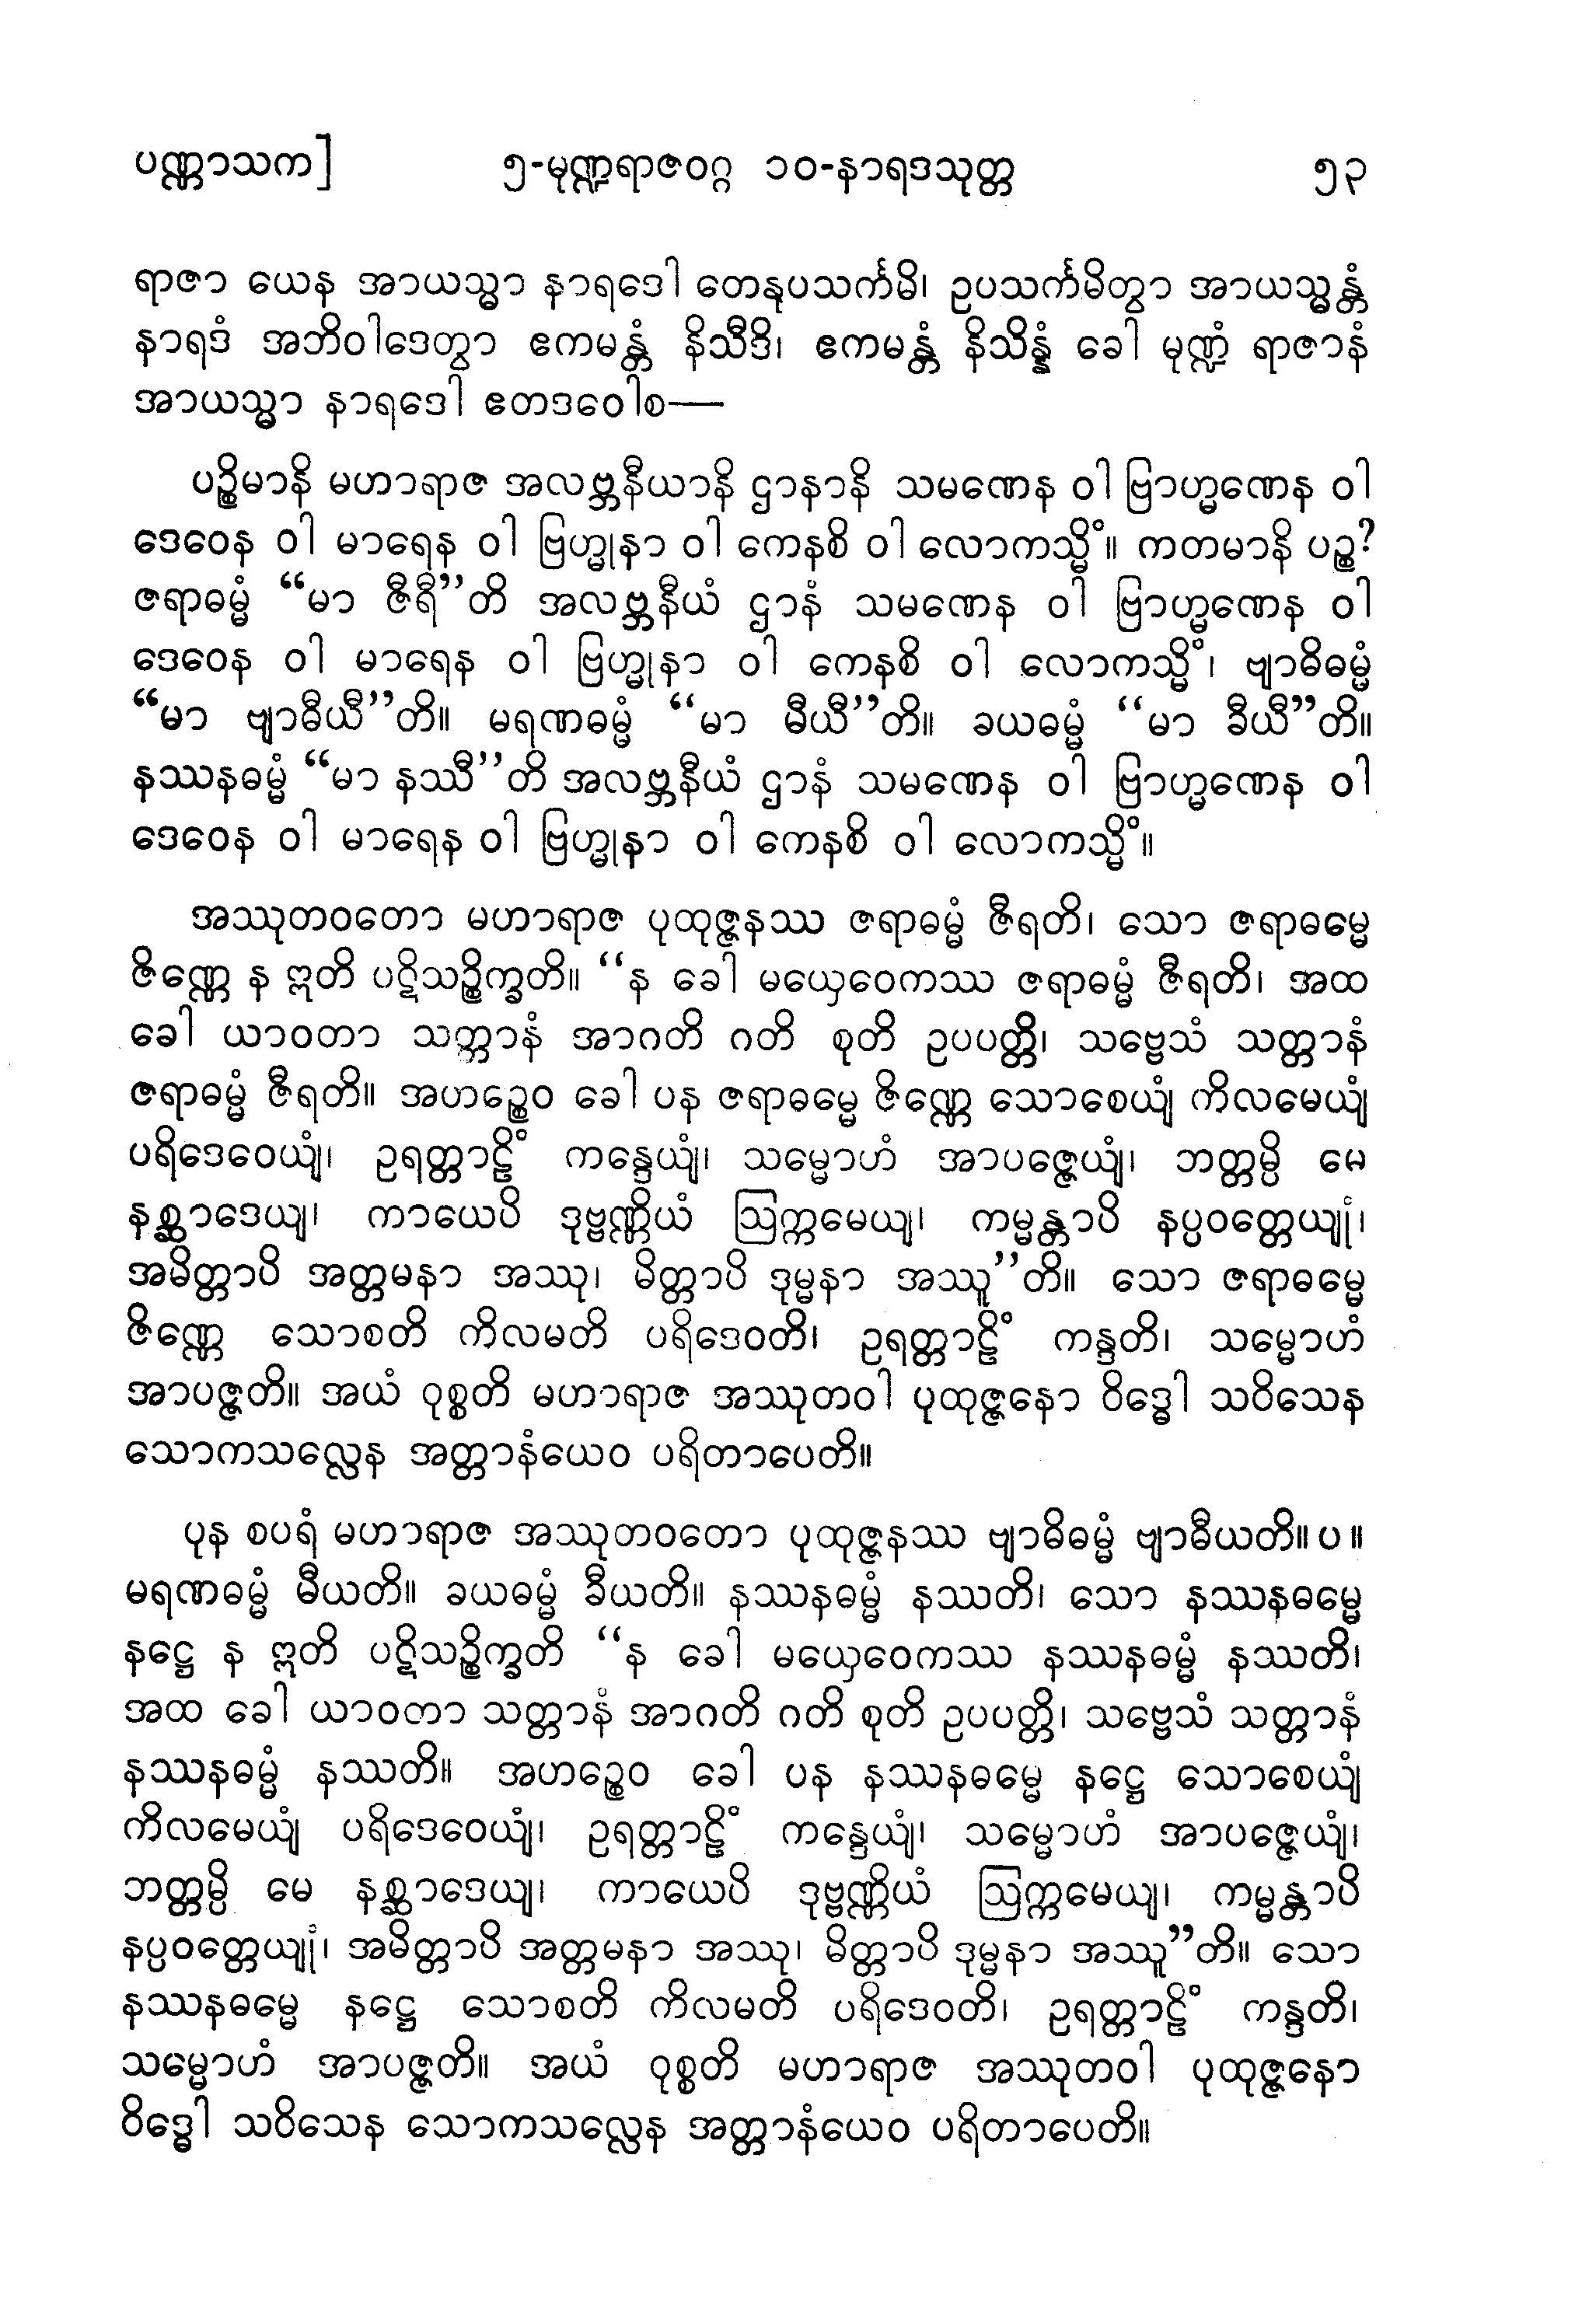 ပဏ္ဏာသက] ၅-မုဏ္ဍရာဇဝဂ္ဂ ၁၀-နာရဒသုတ္တ ၅၃
ရာဇာ ယေန အာယသ္မာ နာရဒေါ တေနုပသင်္ကမိ၊ ဥပသင်္ကမိတွာ အာယသ္မန္တံ
နာရဒံ အဘိဝါဒေတွာ ဧကမန္တံ နိသီဒိ၊ ဧကမန္တံ နိသိန္နံ ခေါ မုဏ္ဍံ ရာဇာနံ
အာယသ္မာ နာရဒေါ ဧတဒဝေါစ—
ပဉ္စိမာနိ မဟာရာဇ အလဗ္ဘနီယာနိ ဌာနာနိ သမဏေန ဝါ ဗြာဟ္မဏေန ဝါ
ဒေဝေန ဝါ မာရေန ဝါ ဗြဟ္မုနာ ဝါ ကေနစိ ဝါ လောကသ္မိံ။ ကတမာနိ ပဉ္စ?
ဇရာဓမ္မံ “မာ ဇီရီ”တိ အလဗ္ဘနီယံ ဌာနံ သမဏေန ဝါ ဗြာဟ္မဏေန ဝါ
ဒေဝေန ဝါ မာရေန ဝါ ဗြဟ္မုနာ ဝါ ကေနစိ ဝါ လောကသ္မိံ၊ ဗျာဓိဓမ္မံ
“မာ ဗျာဓီယီ”တိ။ မရဏဓမ္မံ “မာ မီယီ”တိ။ ခယဓမ္မံ “မာ ခီယီ”တိ။
နဿနဓမ္မံ “မာ နဿီ”တိ အလဗ္ဘနီယံ ဌာနံ သမဏေန ဝါ ဗြာဟ္မဏေန ဝါ
ဒေဝေန ဝါ မာရေန ဝါ ဗြဟ္မုနာ ဝါ ကေနစိ ဝါ လောကသ္မိံ။
အဿုတဝတော မဟာရာဇ ပုထုဇ္ဇနဿ ဇရာဓမ္မံ ဇီရတိ၊ သော ဇရာဓမ္မေ
ဇိဏ္ဏေ န ဣတိ ပဋိသဉ္စိက္ခတိ။ “န ခေါ မယှေဝေကဿ ဇရာဓမ္မံ ဇီရတိ၊ အထ
ခေါ ယာဝတာ သတ္တာနံ အာဂတိ ဂတိ စုတိ ဥပပတ္တိ၊ သဗ္ဗေသံ သတ္တာနံ
ဇရာဓမ္မံ ဇီရတိ။ အဟဉ္စေဝ ခေါ ပန ဇရာဓမ္မေ ဇိဏ္ဏေ သောစေယျံ ကိလမေယျံ
ပရိဒေဝေယျံ၊ ဥရတ္တာဠိံ ကန္ဒေယျံ၊ သမ္မောဟံ အာပဇ္ဇေယျံ၊ ဘတ္တမ္ပိ မေ
နစ္ဆာဒေယျ၊ ကာယေပိ ဒုဗ္ဗဏ္ဏိယံ ဩက္ကမေယျ၊ ကမ္မန္တာပိ နပ္ပဝတ္တေယျုံ၊
အမိတ္တာပိ အတ္တမနာ အဿု၊ မိတ္တာပိ ဒုမ္မနာ အဿူ”တိ။ သော ဇရာဓမ္မေ
ဇိဏ္ဏေ သောစတိ ကိလမတိ ပရိဒေဝတိ၊ ဥရတ္တာဠိံ ကန္ဒတိ၊ သမ္မောဟံ
အာပဇ္ဇတိ။ အယံ ဝုစ္စတိ မဟာရာဇ အဿုတဝါ ပုထုဇ္ဇနော ဝိဒ္ဓေါ သဝိသေန
သောကသလ္လေန အတ္တာနံယေဝ ပရိတာပေတိ။
ပုန စပရံ မဟာရာဇ အဿုတဝတော ပုထုဇ္ဇနဿ ဗျာဓိဓမ္မံ ဗျာဓီယတိ။ ပ ။
မရဏဓမ္မံ မီယတိ။ ခယဓမ္မံ ခီယတိ။ နဿနဓမ္မံ နဿတိ၊ သော နဿနဓမ္မေ
နဋ္ဌေ န ဣတိ ပဋိသဉ္စိက္ခတိ “န ခေါ မယှေဝေကဿ နဿနဓမ္မံ နဿတိ၊
အထ ခေါ ယာဝတာ သတ္တာနံ အာဂတိ ဂတိ စုတိ ဥပပတ္တိ၊ သဗ္ဗေသံ သတ္တာနံ
နဿနဓမ္မံ နဿတိ။ အဟဉ္စေဝ ခေါ ပန နဿနဓမ္မေ နဋ္ဌေ သောစေယျံ
ကိလမေယျံ ပရိဒေဝေယျံ၊ ဥရတ္တာဠိံ ကန္ဒေယျံ၊ သမ္မောဟံ အာပဇ္ဇေယျံ၊
ဘတ္တမ္ပိ မေ နစ္ဆာဒေယျ၊ ကာယေပိ ဒုဗ္ဗဏ္ဏိယံ ဩက္ကမေယျ၊ ကမ္မန္တာပိ
နပ္ပဝတ္တေယျုံ၊ အမိတ္တာပိ အတ္တမနာ အဿု၊ မိတ္တာပိ ဒုမ္မနာ အဿူ”တိ။ သော
နဿနဓမ္မေ နဋ္ဌေ သောစတိ ကိလမတိ ပရိဒေဝတိ၊ ဥရတ္တာဠိံ ကန္ဒတိ၊
သမ္မောဟံ အာပဇ္ဇတိ။ အယံ ဝုစ္စတိ မဟာရာဇ အဿုတဝါ ပုထုဇ္ဇနော
ဝိဒ္ဓေါ သဝိသေန သောကသလ္လေန အတ္တာနံယေဝ ပရိတာပေတိ။